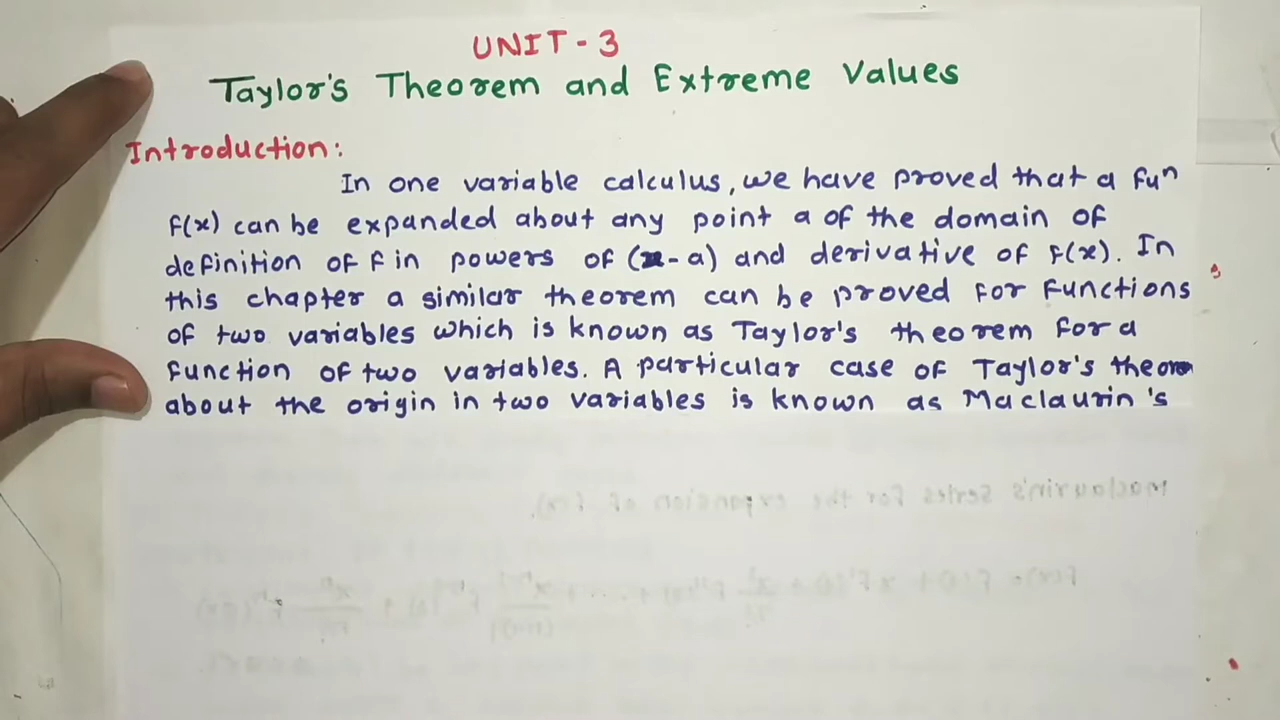 UNIT - 3
Taylor's Theorem and Extreme Values
Introduction:
In one variable calculus, we have proved that a fuⁿ
f(x) can be expanded about any point a of the domain of
definition of f in powers of (x-a) and derivative of f(x). In
this chapter a similar theorem can be proved for functions
of two variables which is known as Taylor's theorem for a
function of two variables. A particular case of Taylor's theorem
about the origin in two variables is known as Maclaurin's